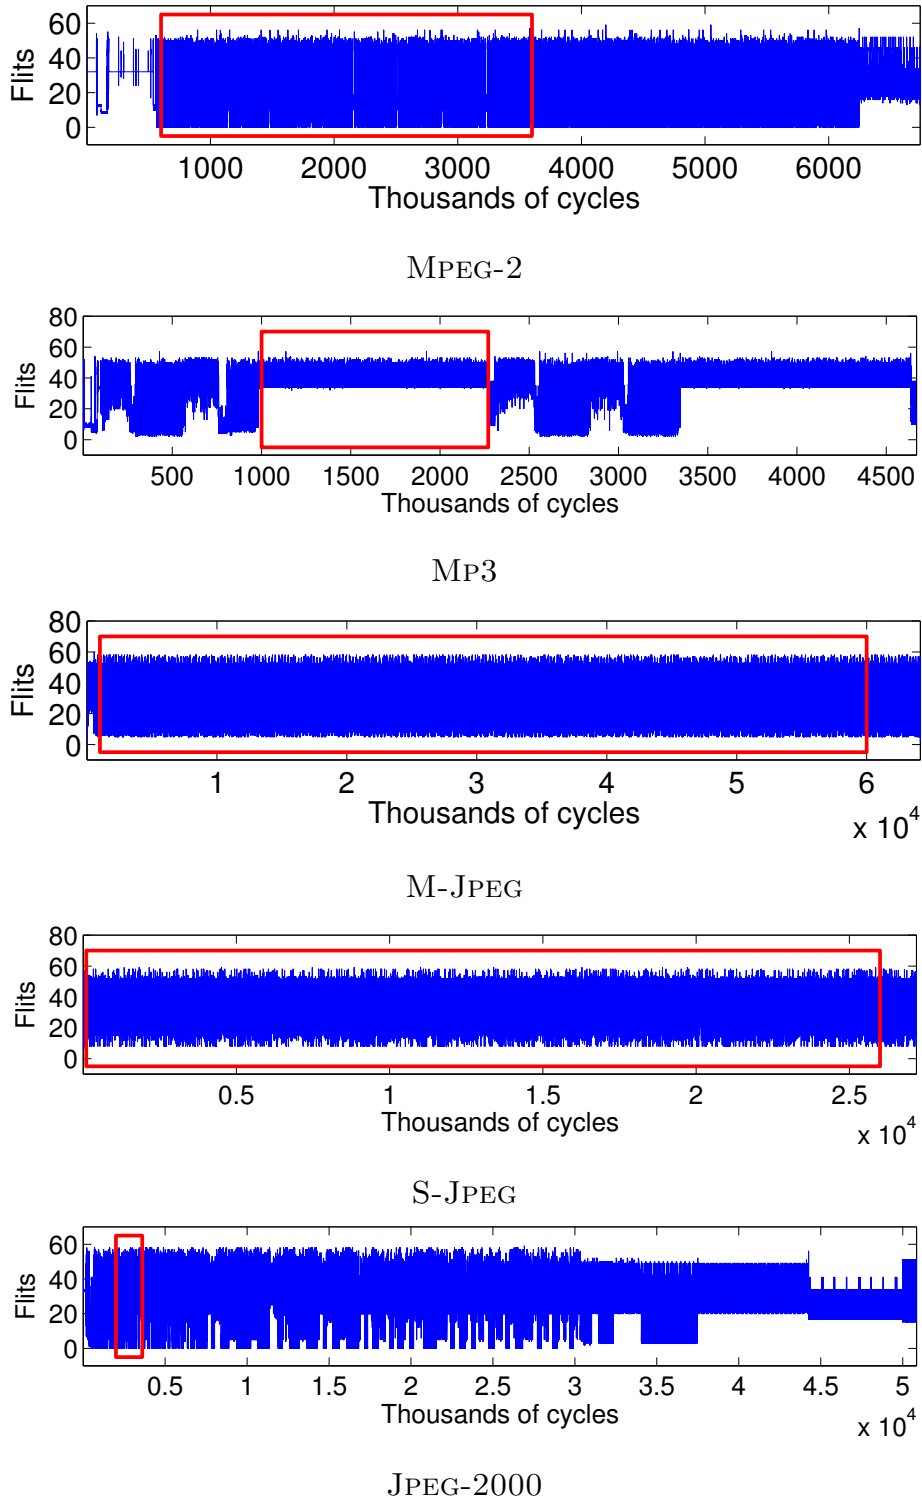 60
40
20
0
Flits
1000 2000 3000 4000 5000 6000
Thousands of cycles
MPEG-2
80
60
40
20
0
Flits
500 1000 1500 2000 2500 3000 3500 4000 4500
Thousands of cycles
MP3
80
60
40
20
0
Flits
1 2 3 4 5 6
Thousands of cycles
x 10^4
M-JPEG
80
60
40
20
0
Flits
0.5 1 1.5 2 2.5
Thousands of cycles
x 10^4
S-JPEG
60
40
20
0
Flits
0.5 1 1.5 2 2.5 3 3.5 4 4.5 5
Thousands of cycles
x 10^4
JPEG-2000